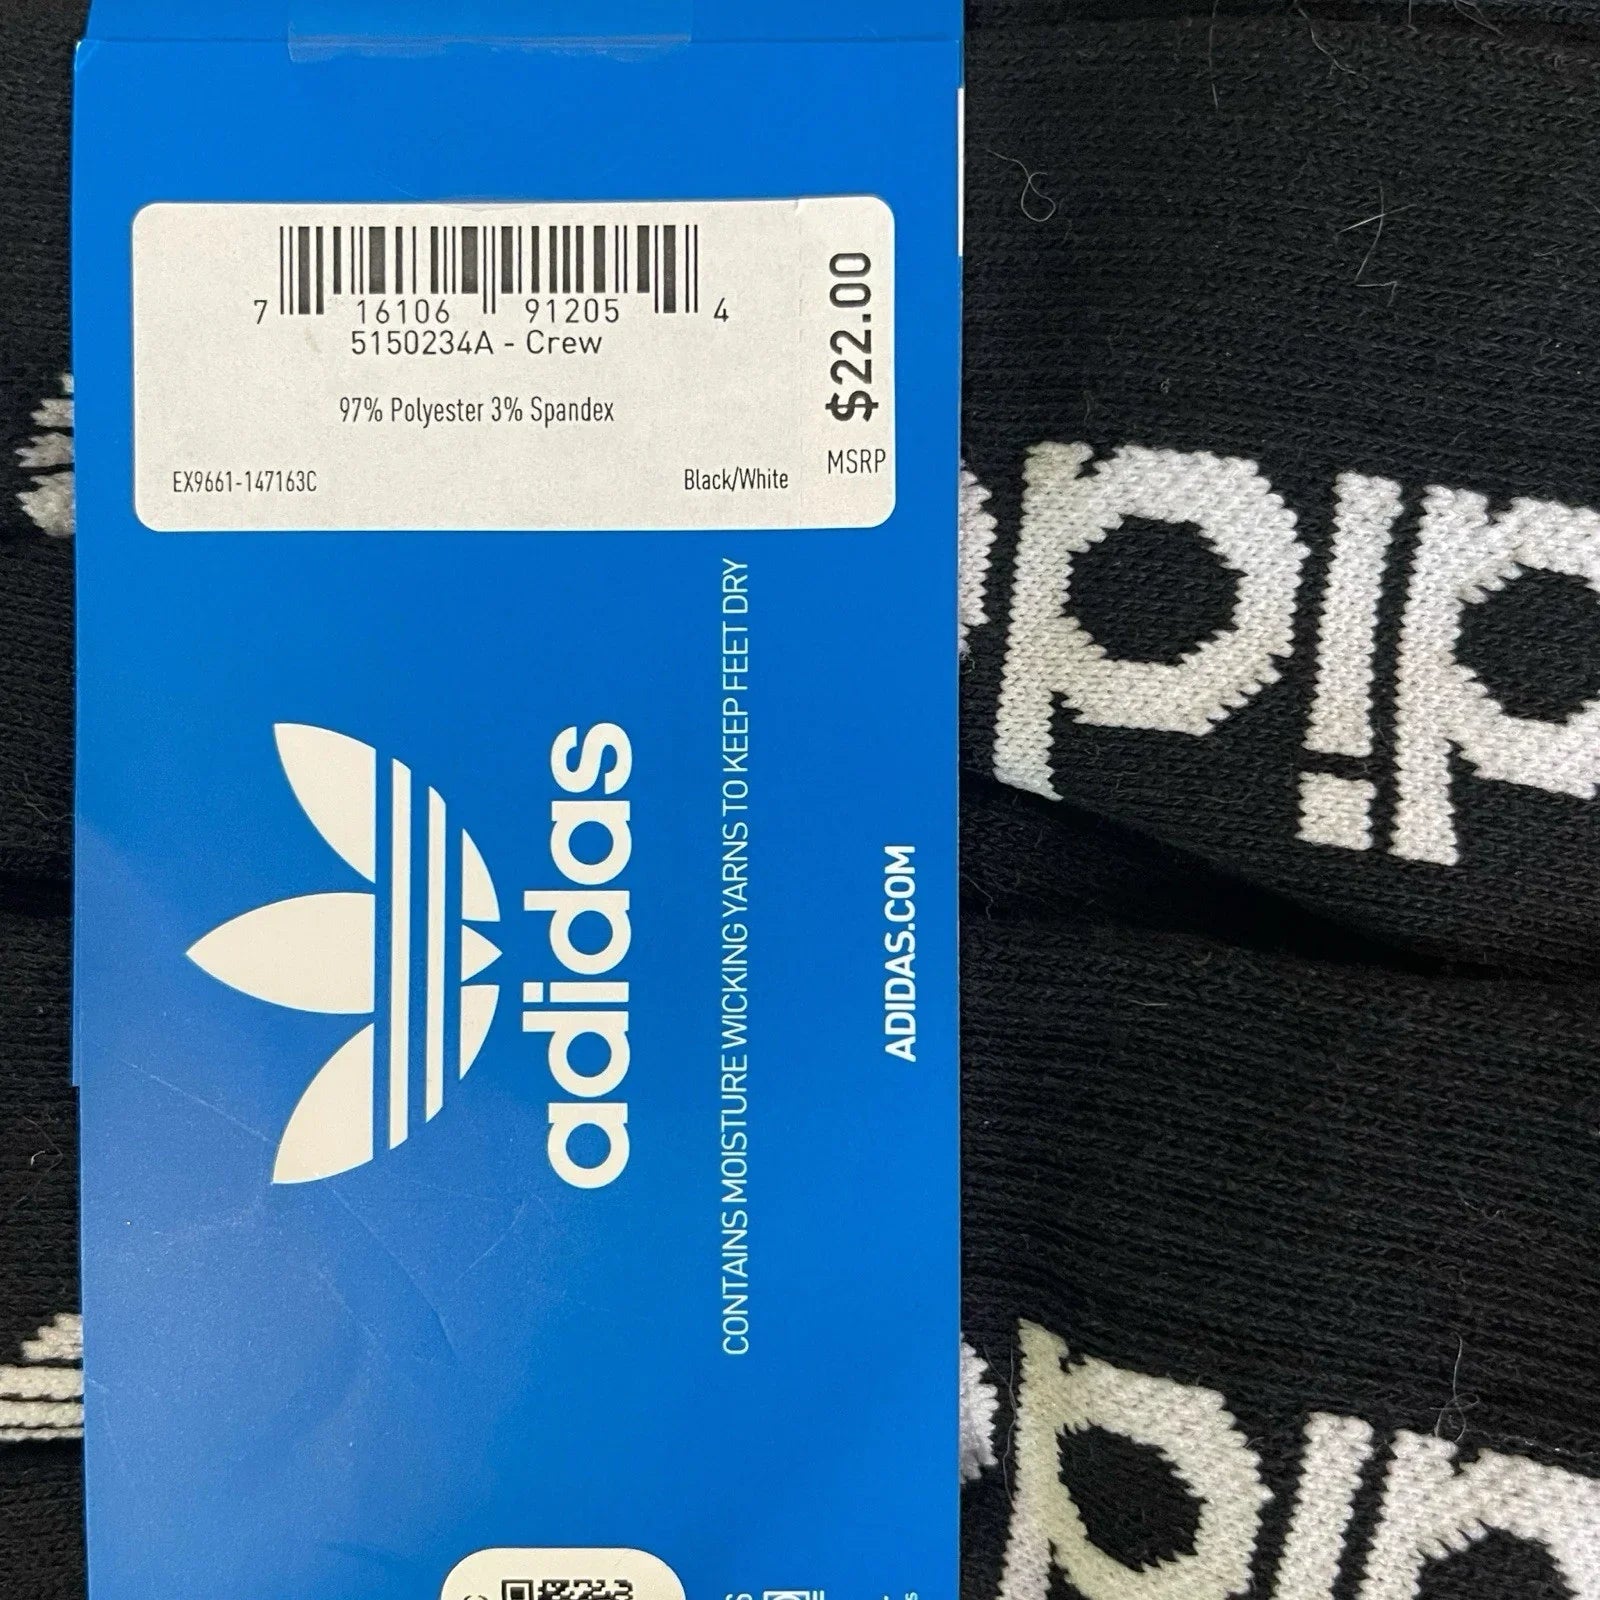 7 16106 91205 4
5150234A - Crew
97% Polyester 3% Spandex
EX9661-147163C
Black/White
$22.00
MSRP
adidas
CONTAINS MOISTURE WICKING YARNS TO KEEP FEET DRY
ADIDAS.COM